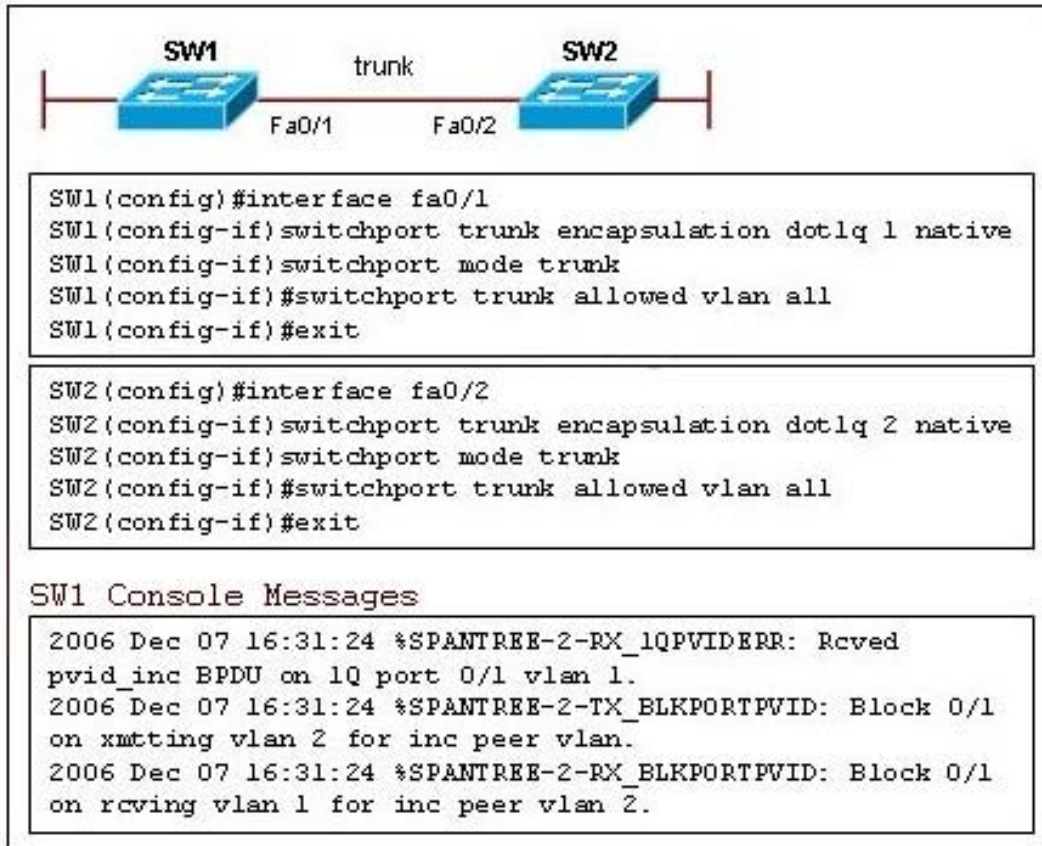 SW1
trunk
SW2
Fa0/1
Fa0/2
SW1(config)#interface fa0/1
SW1(config-if)switchport trunk encapsulation dot1q 1 native
SW1(config-if)switchport mode trunk
SW1(config-if)#switchport trunk allowed vlan all
SW1(config-if)#exit
SW2(config)#interface fa0/2
SW2(config-if)switchport trunk encapsulation dot1q 2 native
SW2(config-if)switchport mode trunk
SW2(config-if)#switchport trunk allowed vlan all
SW2(config-if)#exit
SW1 Console Messages
2006 Dec 07 16:31:24 %SPANTREE-2-RX_1QPVIDERR: Rcved
pvid_inc BPDU on 1Q port 0/1 vlan 1.
2006 Dec 07 16:31:24 %SPANTREE-2-TX_BLKPORTPVID: Block 0/1
on xmtting vlan 2 for inc peer vlan.
2006 Dec 07 16:31:24 %SPANTREE-2-RX_BLKPORTPVID: Block 0/1
on rcving vlan 1 for inc peer vlan 2.